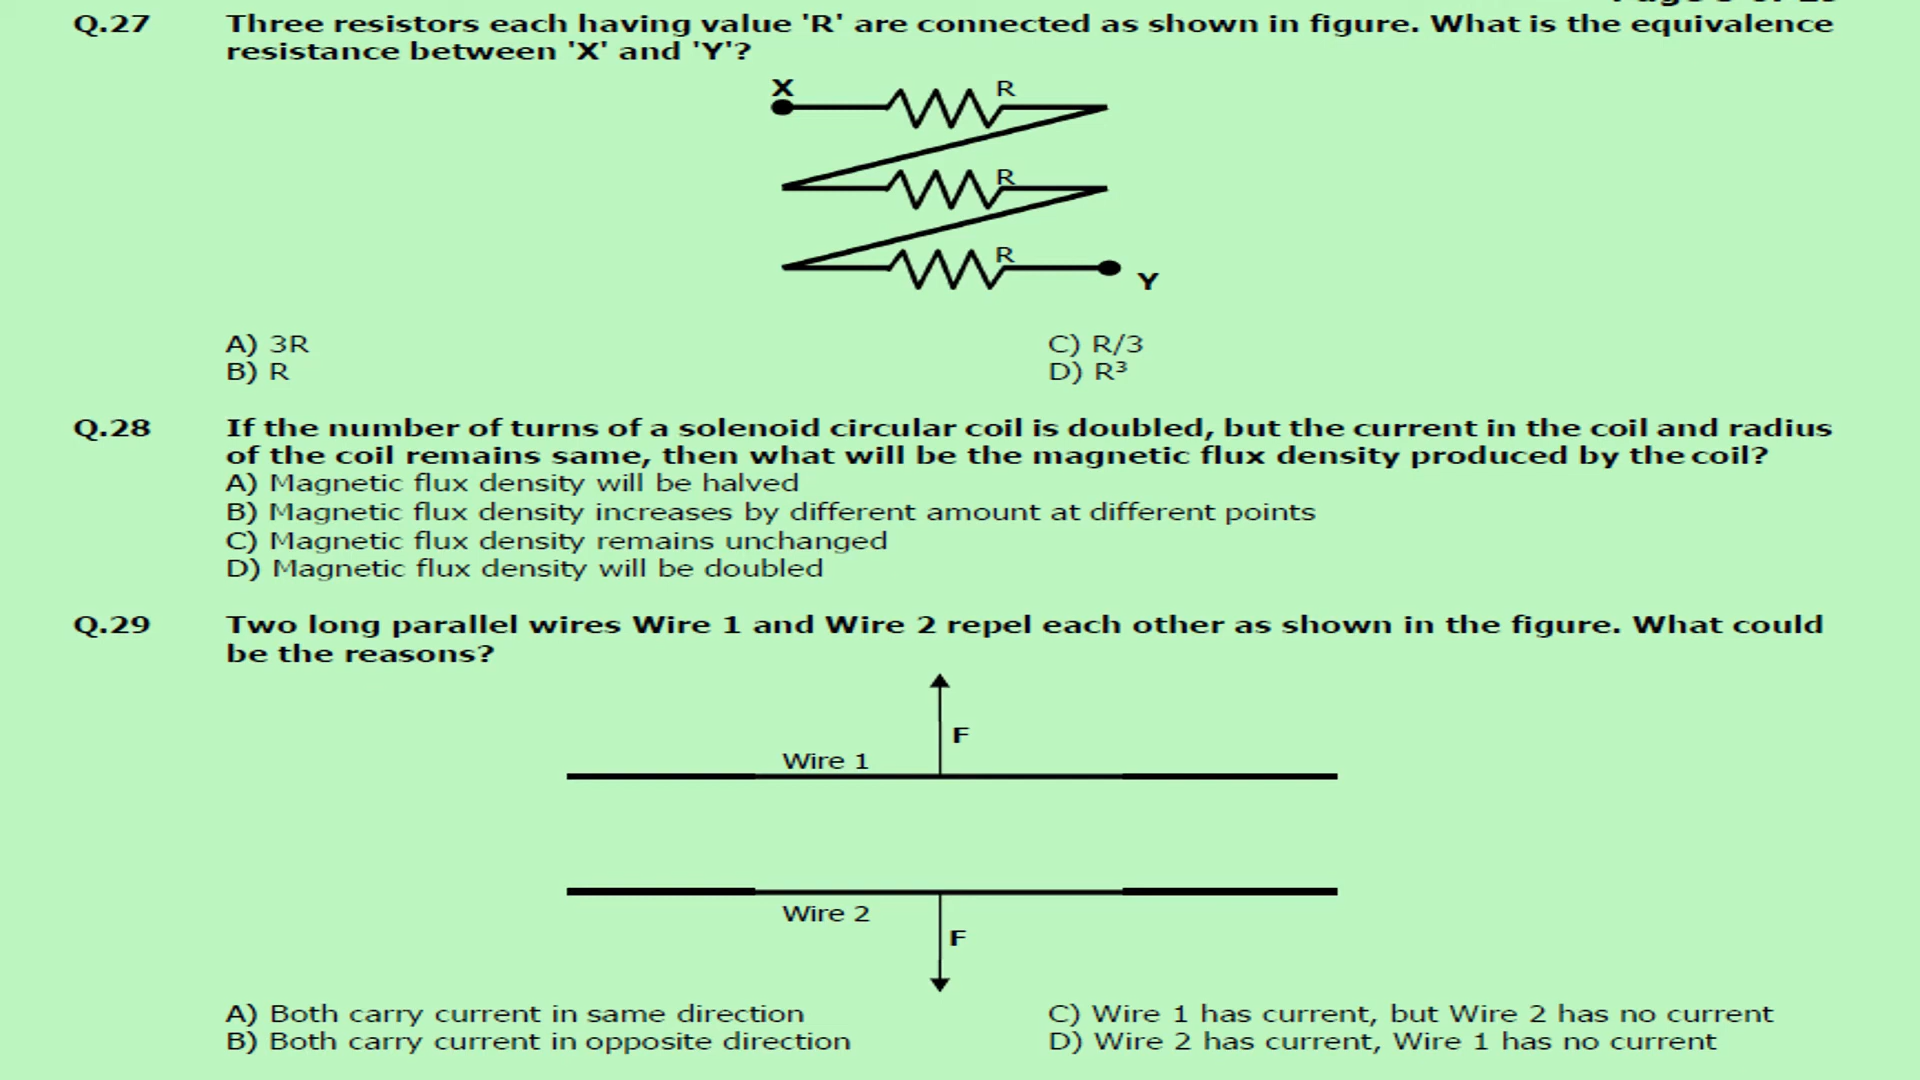 Q.27 Three resistors each having value 'R' are connected as shown in figure. What is the equivalence
resistance between 'X' and 'Y'?
X
R
R
R
Y
A) 3R C) R/3
B) R D) R³
Q.28 If the number of turns of a solenoid circular coil is doubled, but the current in the coil and radius
of the coil remains same, then what will be the magnetic flux density produced by the coil?
A) Magnetic flux density will be halved
B) Magnetic flux density increases by different amount at different points
C) Magnetic flux density remains unchanged
D) Magnetic flux density will be doubled
Q.29 Two long parallel wires Wire 1 and Wire 2 repel each other as shown in the figure. What could
be the reasons?
F
Wire 1
Wire 2
F
A) Both carry current in same direction C) Wire 1 has current, but Wire 2 has no current
B) Both carry current in opposite direction D) Wire 2 has current, Wire 1 has no current